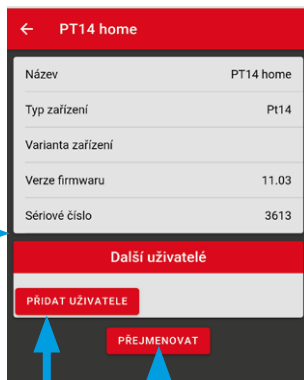 ← PT14 home
Název PT14 home
Typ zařízení Pt14
Varianta zařízení
Verze firmwaru 11.03
Sériové číslo 3613
Další uživatelé
PŘIDAT UŽIVATELE
PŘEJMENOVAT